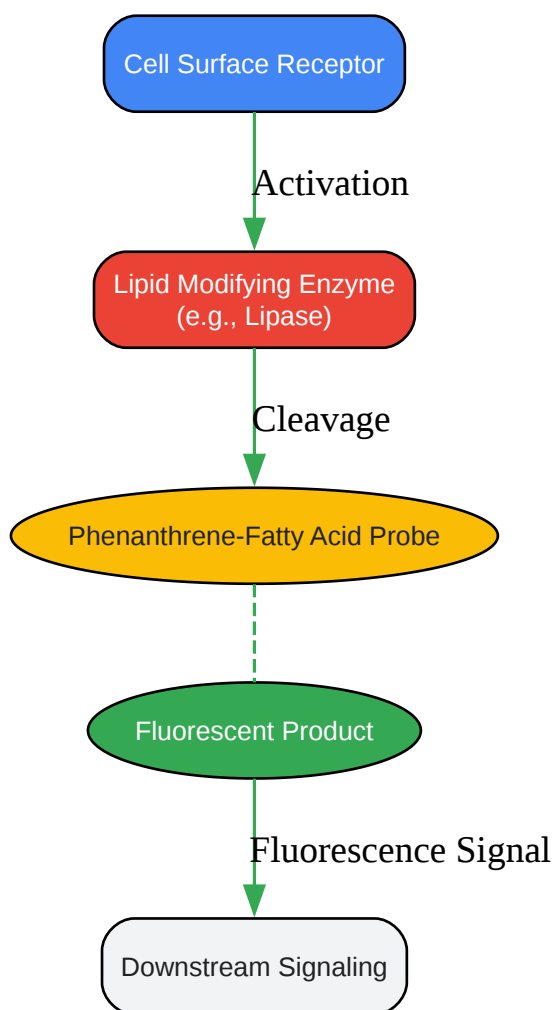 Cell Surface Receptor
Activation
Lipid Modifying Enzyme
(e.g., Lipase)
Cleavage
Phenanthrene-Fatty Acid Probe
Fluorescent Product
Fluorescence Signal
Downstream Signaling